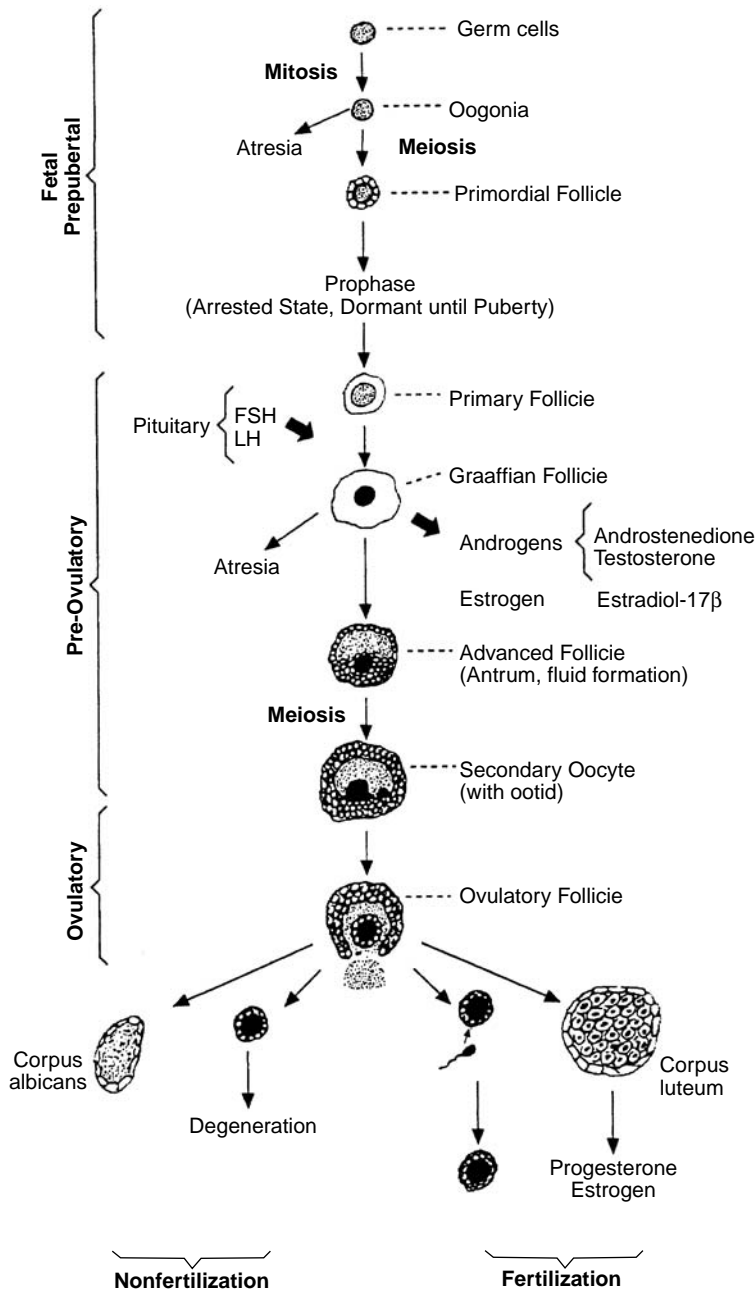 Germ cells
Mitosis
Oogonia
Atresia
Meiosis
Primordial Follicle
Fetal
Prepubertal
Prophase
(Arrested State, Dormant until Puberty)
Primary Follicie
Pituitary
FSH
LH
Graaffian Follicie
Androgens
Androstenedione
Testosterone
Atresia
Estrogen
Estradiol-17β
Pre-Ovulatory
Advanced Follicie
(Antrum, fluid formation)
Meiosis
Secondary Oocyte
(with ootid)
Ovulatory
Ovulatory Follicie
Corpus
albicans
Degeneration
Corpus
luteum
Progesterone
Estrogen
Nonfertilization
Fertilization